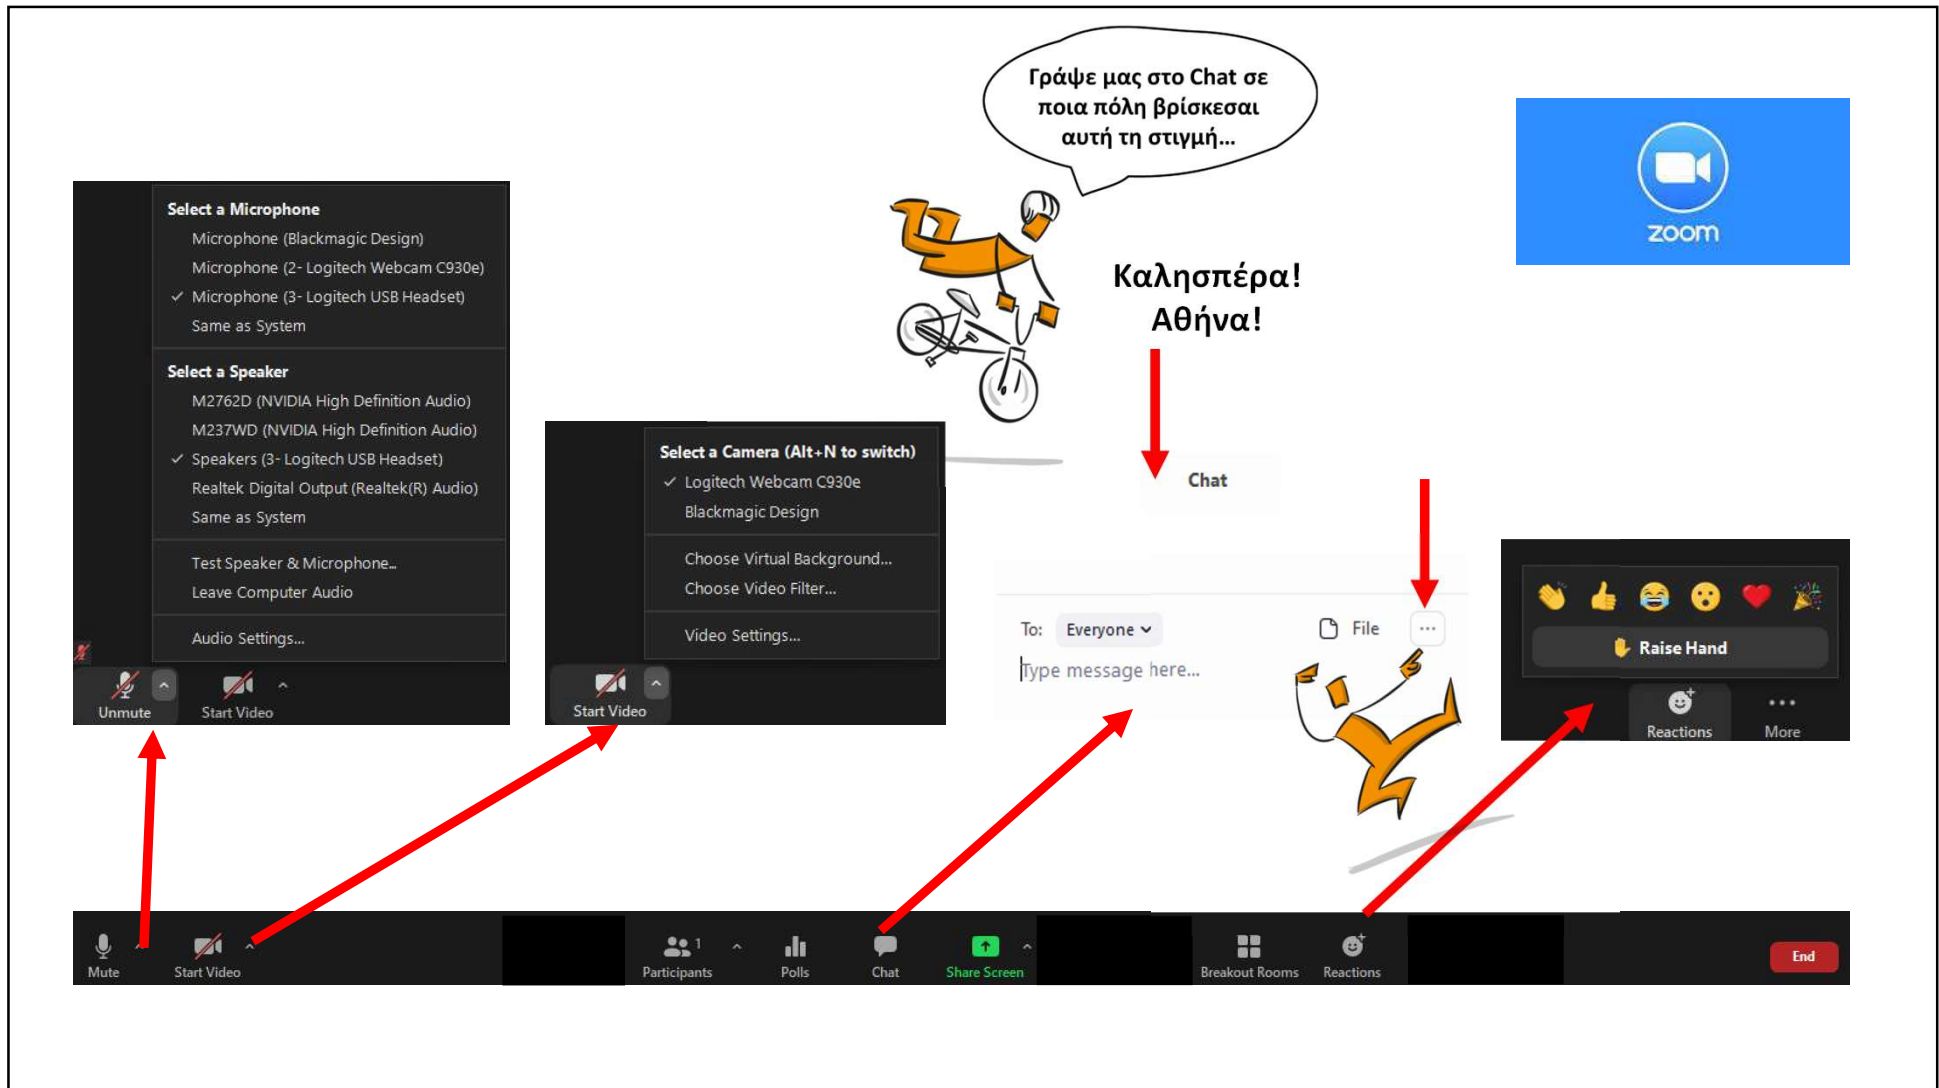 Γράψε μας στο Chat σε
ποια πόλη βρίσκεσαι
αυτή τη στιγμή...
zoom
Καλησπέρα!
Αθήνα!
Select a Microphone
Microphone (Blackmagic Design)
Microphone (2- Logitech Webcam C930e)
✓ Microphone (3- Logitech USB Headset)
Same as System
Select a Speaker
M2762D (NVIDIA High Definition Audio)
M237WD (NVIDIA High Definition Audio)
✓ Speakers (3- Logitech USB Headset)
Realtek Digital Output (Realtek(R) Audio)
Same as System
Test Speaker & Microphone...
Leave Computer Audio
Audio Settings...
Unmute
Start Video
Select a Camera (Alt+N to switch)
✓ Logitech Webcam C930e
Blackmagic Design
Choose Virtual Background...
Choose Video Filter...
Video Settings...
Start Video
Chat
To: Everyone
File
...
Type message here...
Raise Hand
Reactions
More
Mute
Start Video
1
Participants
Polls
Chat
Share Screen
Breakout Rooms
Reactions
End